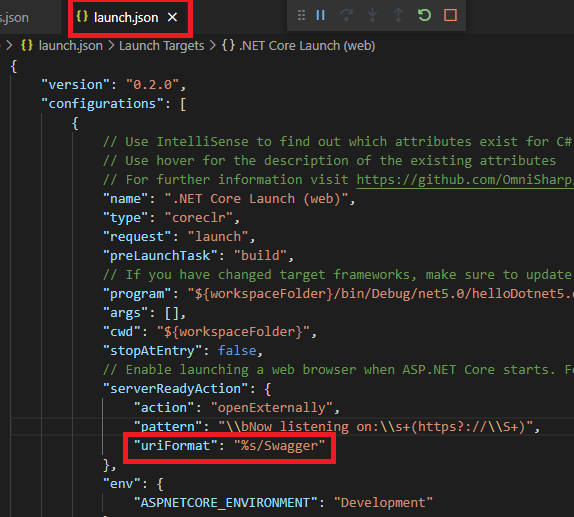 s.json {} launch.json ×
> {} launch.json > Launch Targets > {} .NET Core Launch (web)
{
"version": "0.2.0",
"configurations": [
{
// Use IntelliSense to find out which attributes exist for C#
// Use hover for the description of the existing attributes
// For further information visit https://github.com/OmniSharp,
"name": ".NET Core Launch (web)",
"type": "coreclr",
"request": "launch",
"preLaunchTask": "build",
// If you have changed target frameworks, make sure to update
"program": "${workspaceFolder}/bin/Debug/net5.0/helloDotnet5.
"args": [],
"cwd": "${workspaceFolder}",
"stopAtEntry": false,
// Enable launching a web browser when ASP.NET Core starts. Fo
"serverReadyAction": {
"action": "openExternally",
"pattern": "\\bNow listening on:\\s+(https?://\\S+)",
"uriFormat": "%s/Swagger"
},
"env": {
"ASPNETCORE_ENVIRONMENT": "Development"